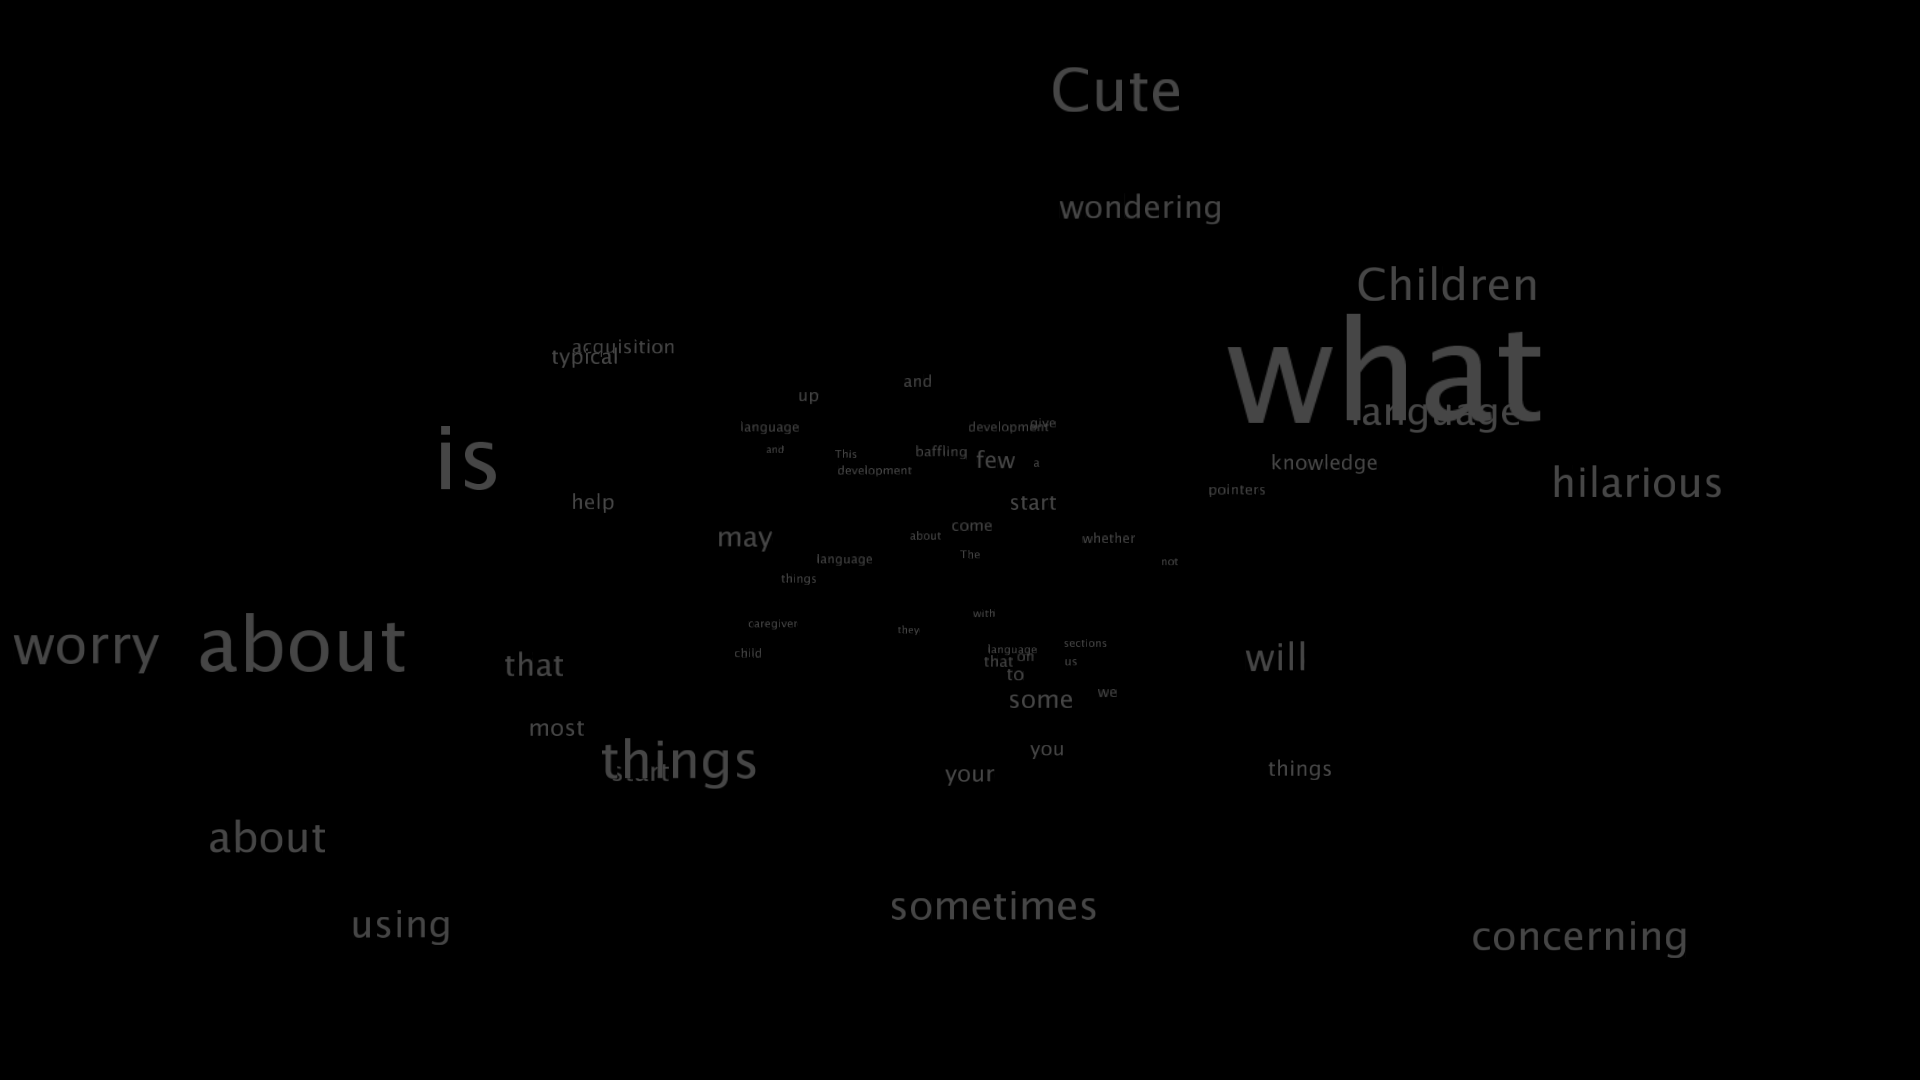 Cute
wondering
Children
what
acquisition
typical
and
up
language
give
development
language
and
This
baffling
few
a
is
knowledge
development
hilarious
pointers
help
start
come
may
about
whether
The
language
not
things
with
caregiver
they
worry
about
sections
language
child
on
that
us
will
that
to
we
some
most
you
things
start
your
things
about
sometimes
using
concerning